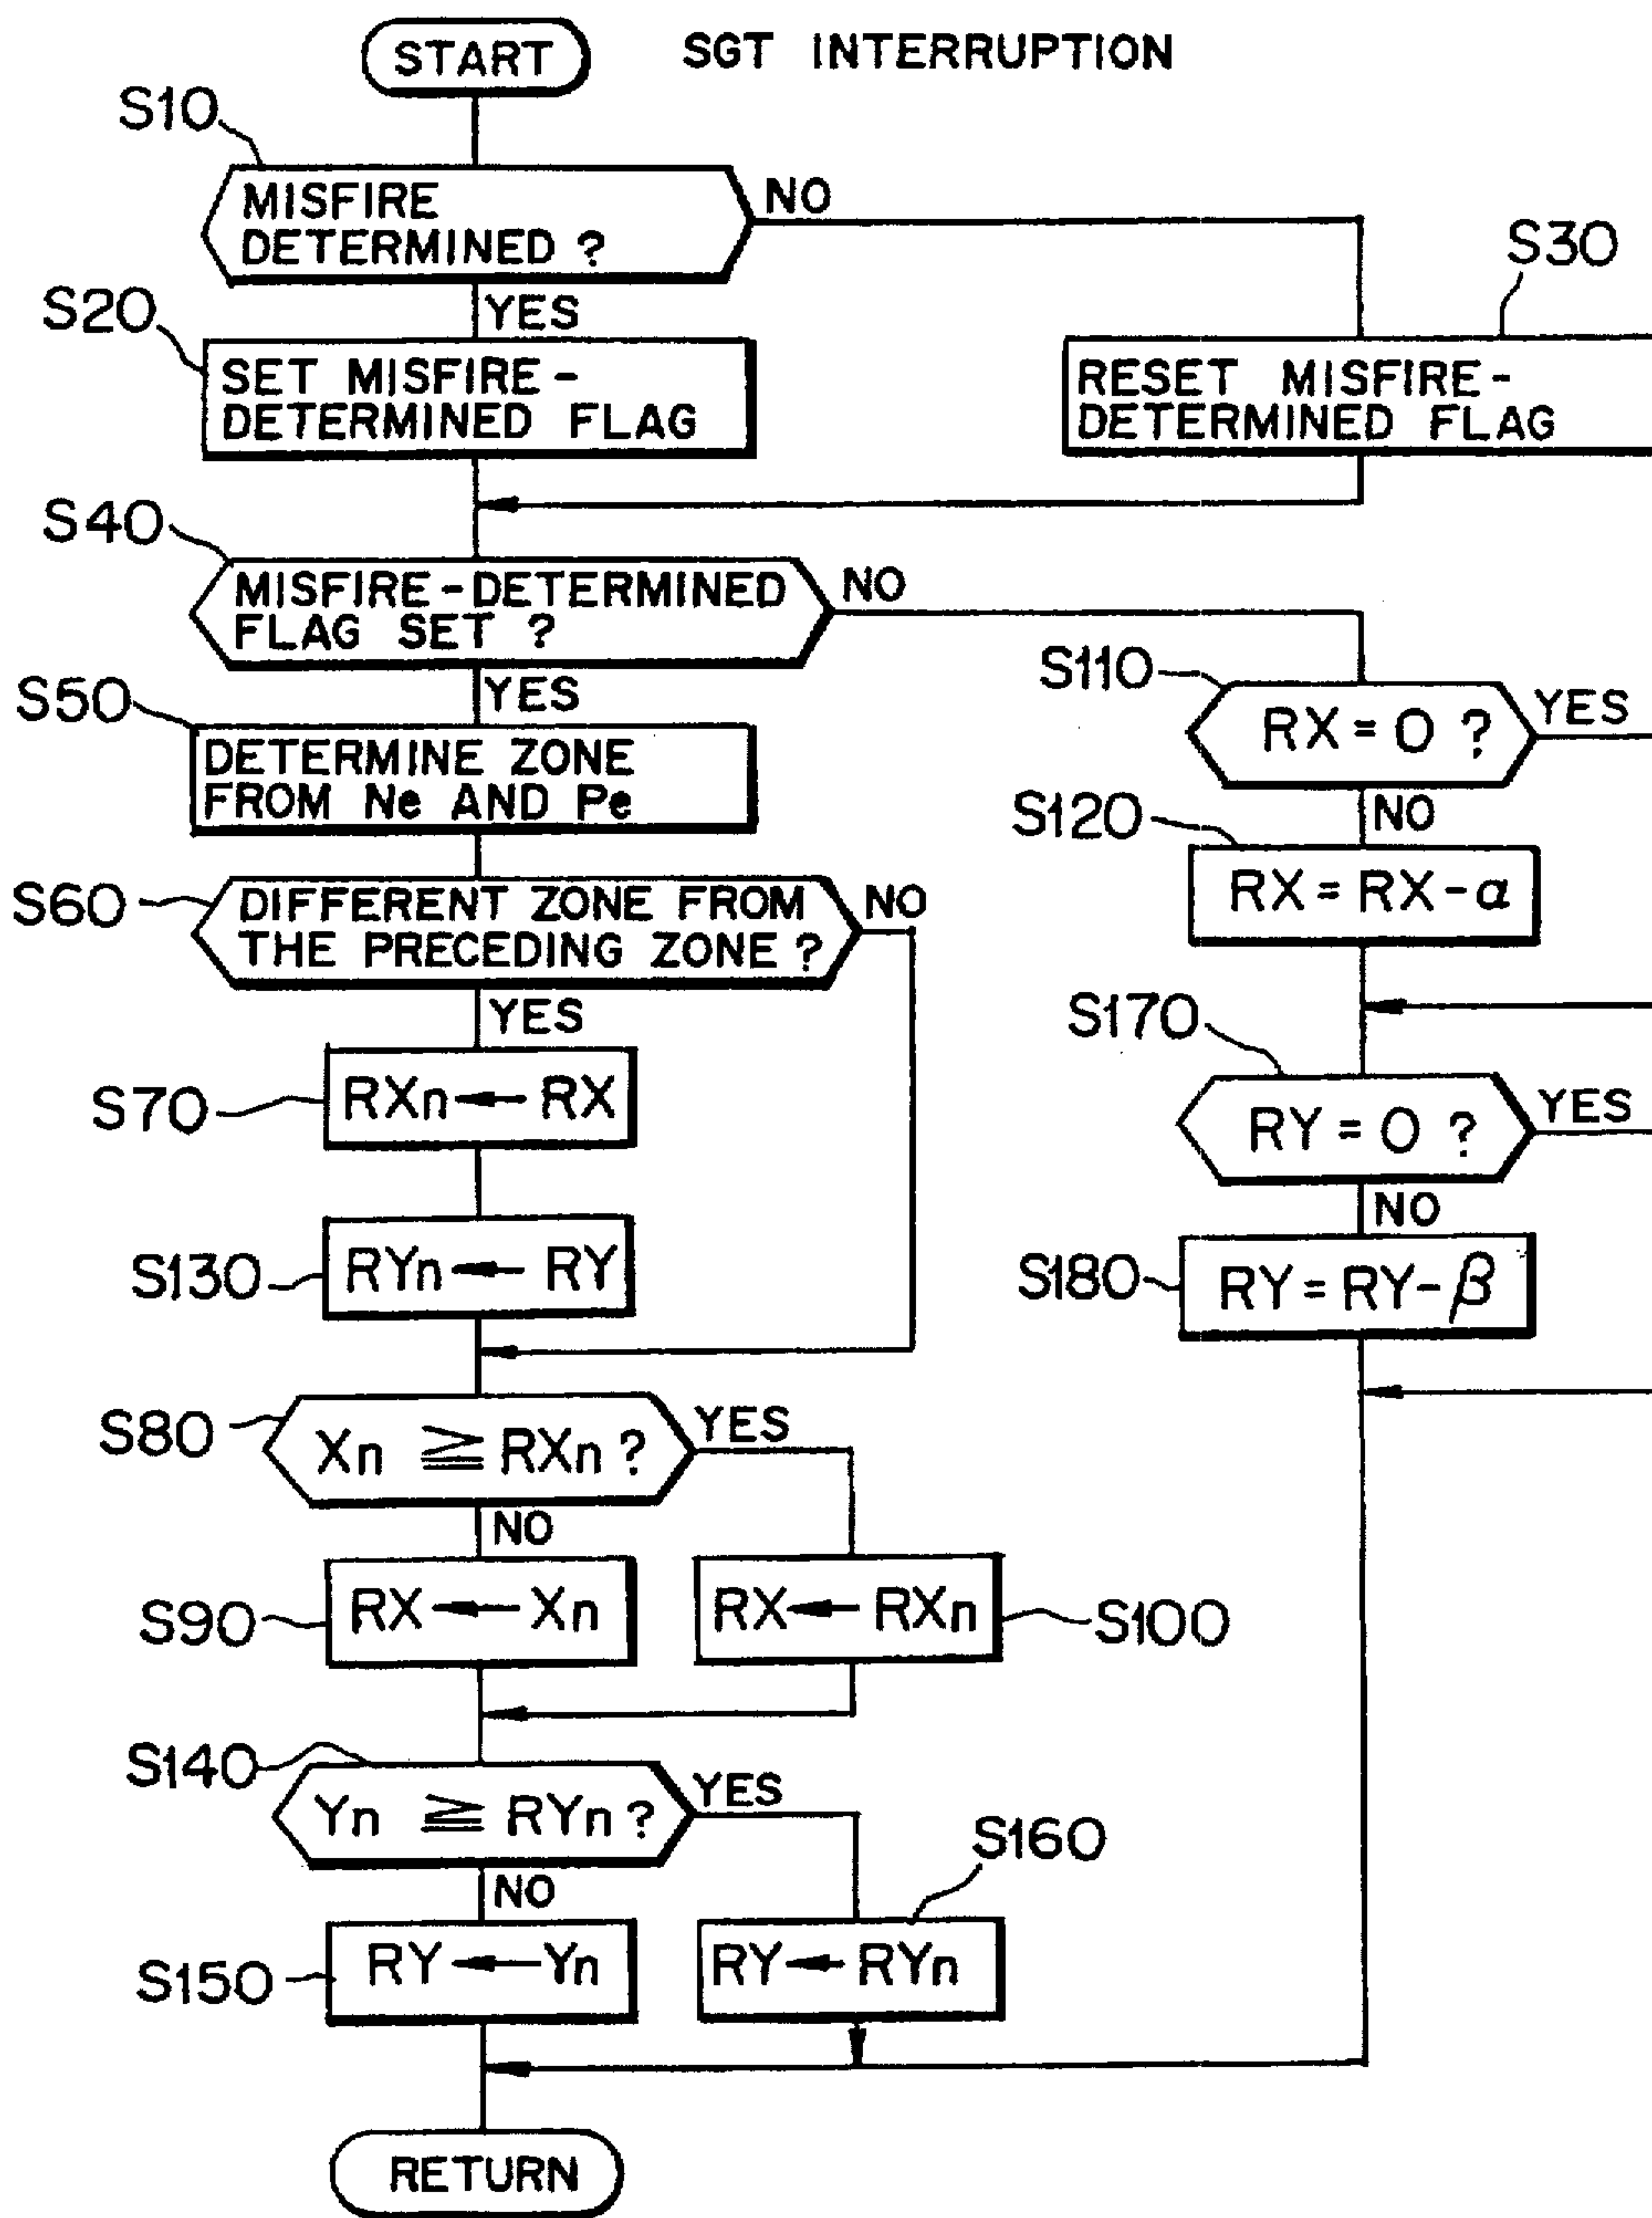 START
SGT INTERRUPTION
S10
MISFIRE
DETERMINED ?
NO
YES
S20
SET MISFIRE-
DETERMINED FLAG
S30
RESET MISFIRE-
DETERMINED FLAG
S40
MISFIRE-DETERMINED
FLAG SET ?
NO
YES
S50
DETERMINE ZONE
FROM Ne AND Pe
S60
DIFFERENT ZONE FROM
THE PRECEDING ZONE ?
NO
YES
S70
RXn ← RX
S130
RYn ← RY
S80
Xn ≧ RXn ?
YES
NO
S90
RX ← Xn
RX ← RXn
S100
S140
Yn ≧ RYn ?
YES
NO
S150
RY ← Yn
S160
RY ← RYn
S110
RX = 0 ?
YES
NO
S120
RX = RX - α
S170
RY = 0 ?
YES
NO
S180
RY = RY - β
RETURN